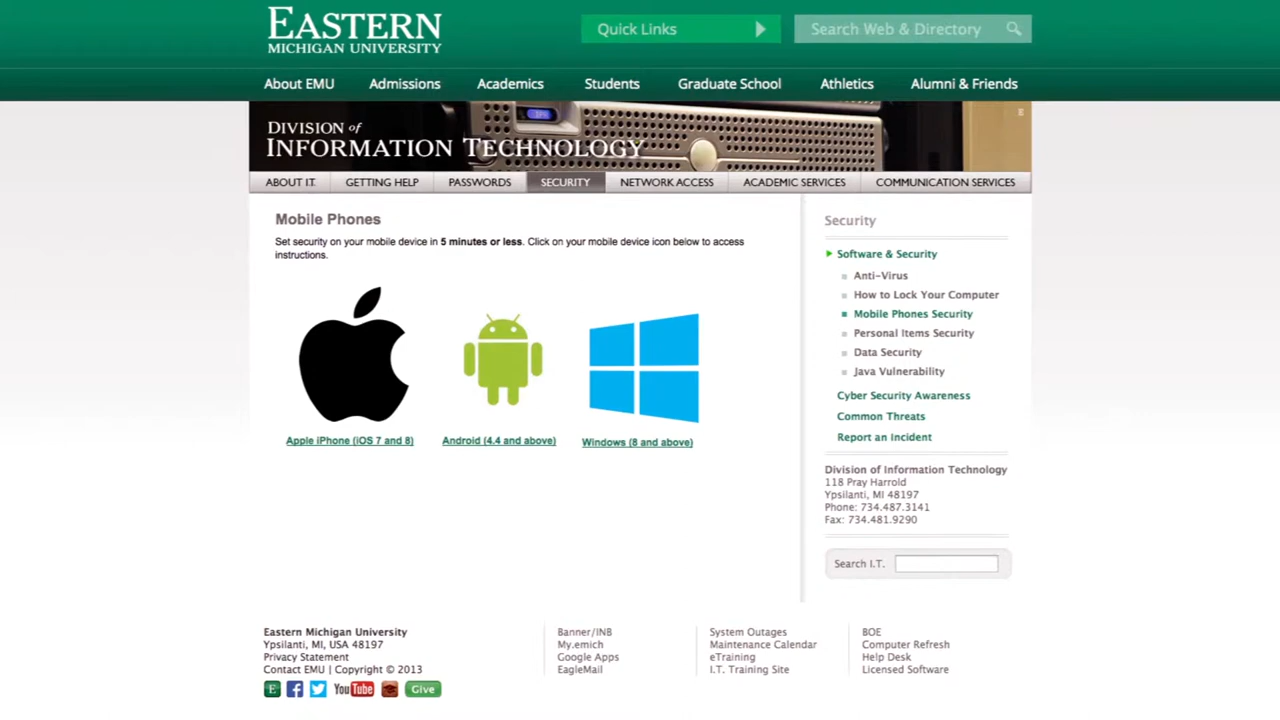 EASTERN
MICHIGAN UNIVERSITY
Quick Links
Search Web & Directory
About EMU
Admissions
Academics
Students
Graduate School
Athletics
Alumni & Friends
DIVISION of
INFORMATION TECHNOLOGY
ABOUT I.T.
GETTING HELP
PASSWORDS
SECURITY
NETWORK ACCESS
ACADEMIC SERVICES
COMMUNICATION SERVICES
Mobile Phones
Set security on your mobile device in 5 minutes or less. Click on your mobile device icon below to access
instructions.
Apple iPhone (iOS 7 and 8)
Android (4.4 and above)
Windows (8 and above)
Security
Software & Security
Anti-Virus
How to Lock Your Computer
Mobile Phones Security
Personal Items Security
Data Security
Java Vulnerability
Cyber Security Awareness
Common Threats
Report an Incident
Division of Information Technology
118 Pray Harrold
Ypsilanti, MI 48197
Phone: 734.487.3141
Fax: 734.481.9290
Search I.T.
Eastern Michigan University
Ypsilanti, MI, USA 48197
Privacy Statement
Contact EMU | Copyright © 2013
E
You Tube
Give
Banner/INB
My.emich
Google Apps
EagleMail
System Outages
Maintenance Calendar
eTraining
I.T. Training Site
BOE
Computer Refresh
Help Desk
Licensed Software